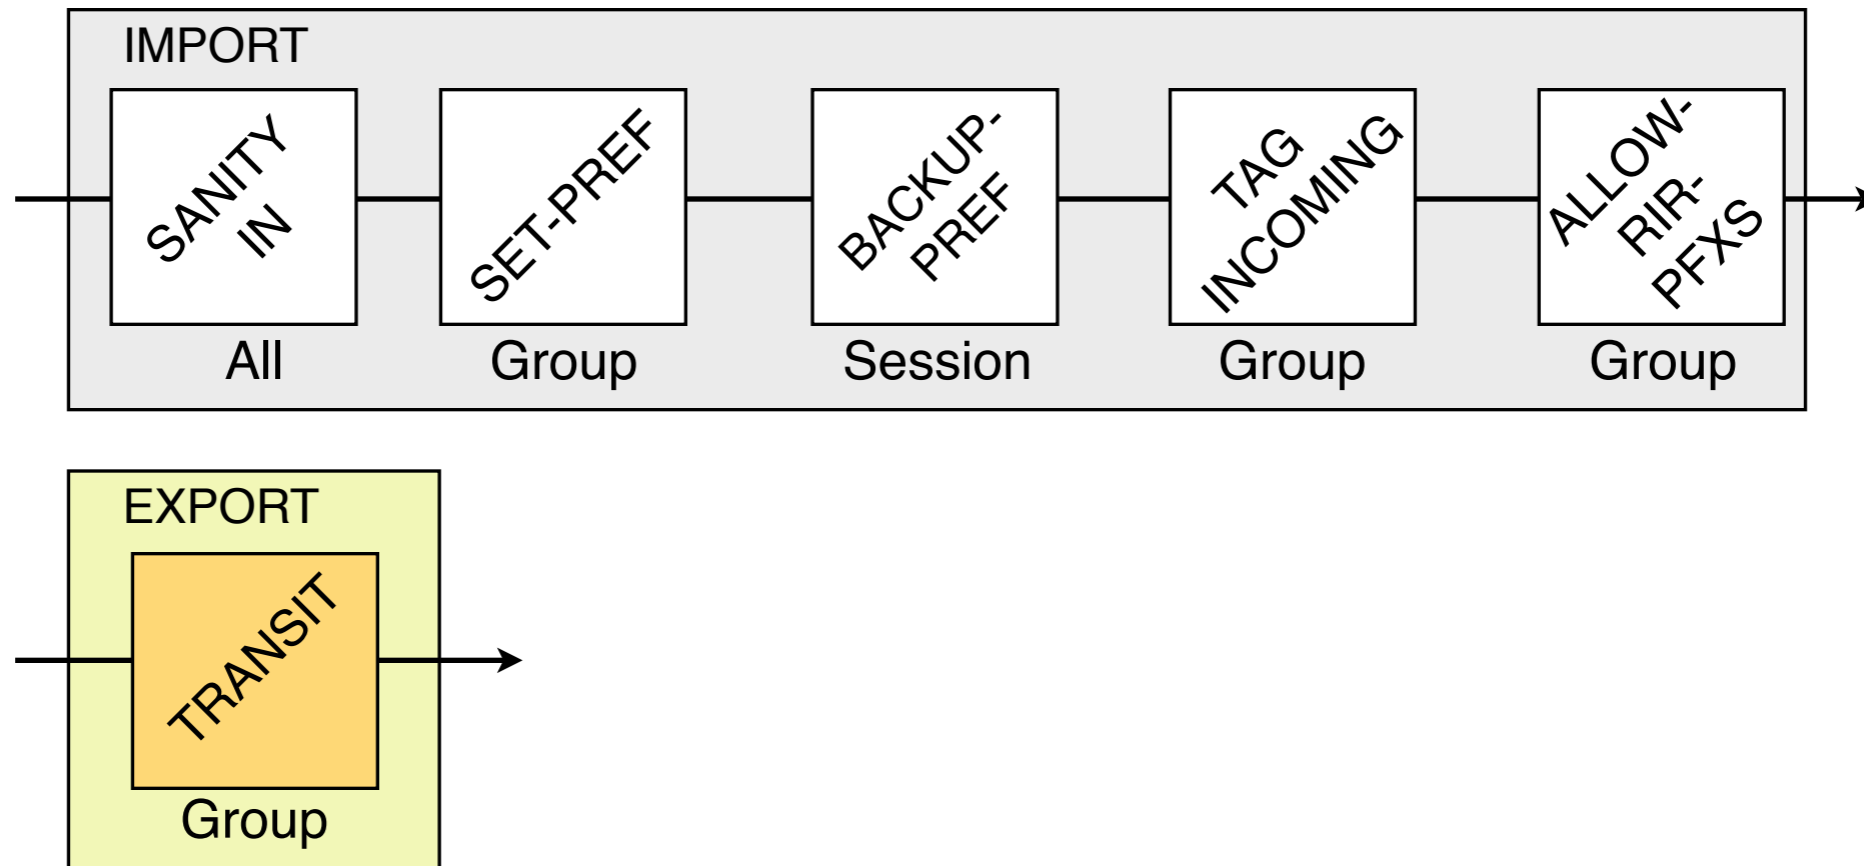 IMPORT
SANITY
IN
SET-PREF
BACKUP-
PREF
TAG
INCOMING
ALLOW-
RIR-
PFXS
All
Group
Session
Group
Group
EXPORT
TRANSIT
Group